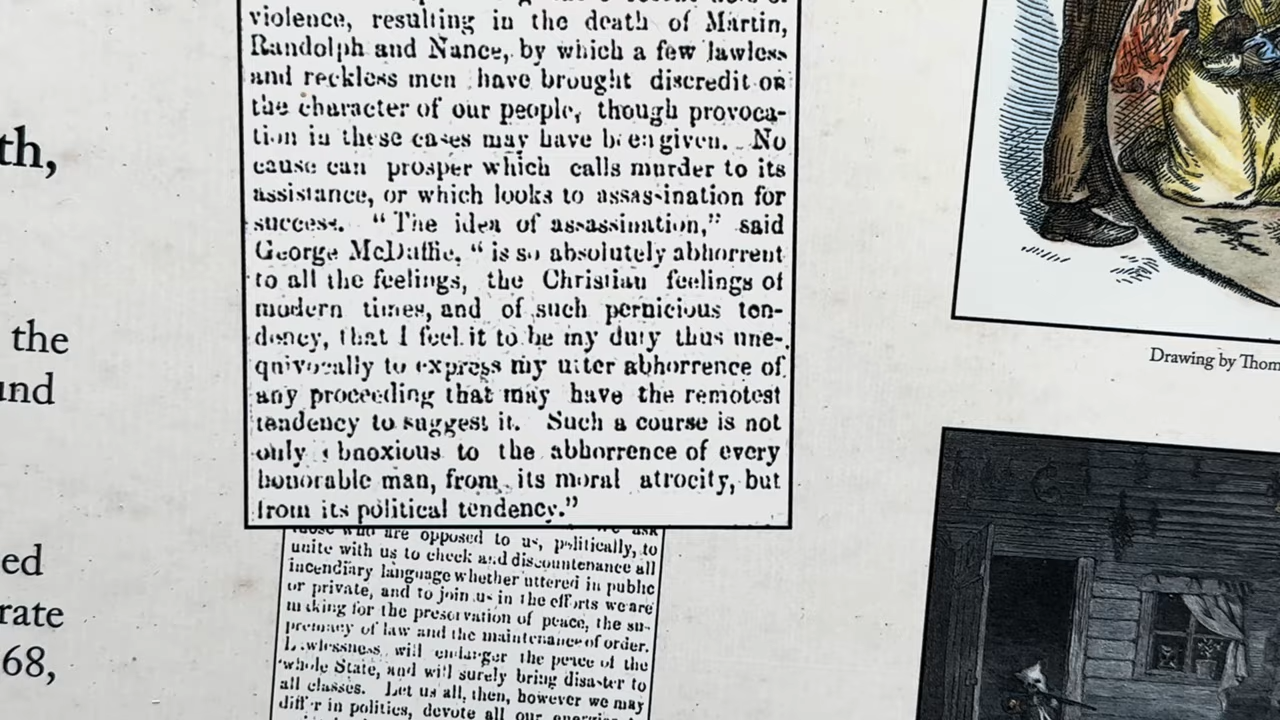 th,
the
und
ed
rate
68,
violence, resulting in the death of Martin,
Randolph and Nance, by which a few lawless
and reckless men have brought discredit on
the character of our people, though provoca-
tion in these cases may have been given. No
cause can prosper which calls murder to its
assistance, or which looks to assassination for
success. "The idea of assassination," said
George McDuffie, "is so absolutely abhorrent
to all the feelings, the Christian feelings of
modern times, and of such pernicious ten-
dency, that I feel it to be my duty thus une-
quivocally to express my utter abhorrence of
any proceeding that may have the remotest
tendency to suggest it. Such a course is not
only obnoxious to the abhorrence of every
honorable man, from its moral atrocity, but
from its political tendency."
those who are opposed to us, politically, to
unite with us to check and discountenance all
incendiary language whether uttered in public
or private, and to join us in the efforts we are
making for the preservation of peace, the su-
premacy of law and the maintenance of order.
Lawlessness will endanger the peace of the
whole State, and will surely bring disaster to
all classes. Let us all, then, however we may
differ in politics, devote all our
Drawing by Thom